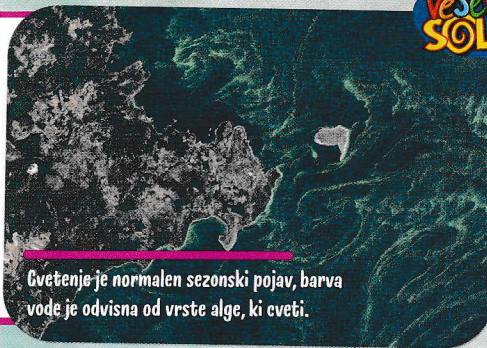 Cvetenje je normalen sezonski pojav, barva
vode je odvisna od vrste alge, ki cveti.